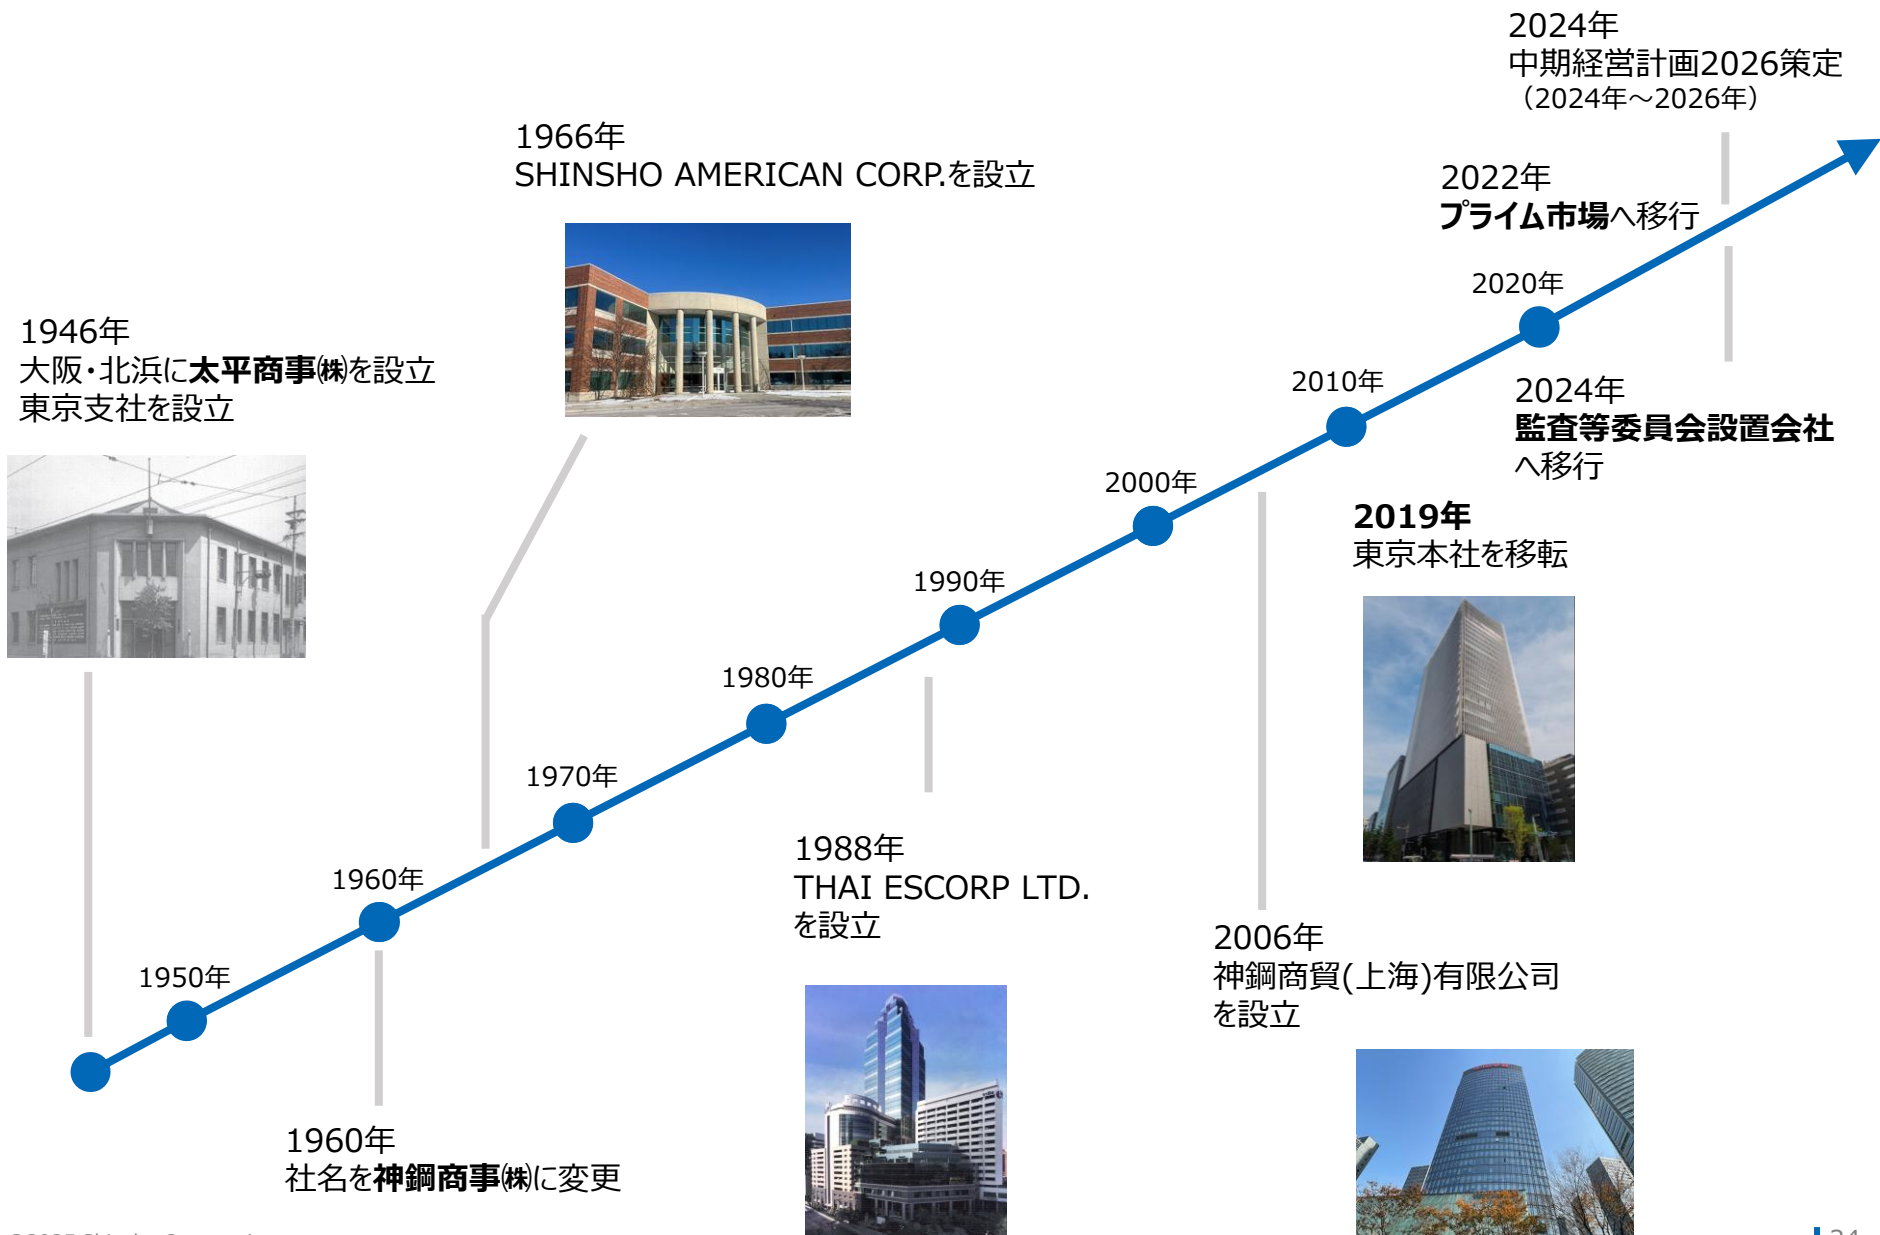 2024年
中期経営計画2026策定
（2024年～2026年）
1966年
SHINSHO AMERICAN CORP.を設立
2022年
プライム市場へ移行
2020年
1946年
大阪・北浜に太平商事㈱を設立
東京支社を設立
2010年
2024年
監査等委員会設置会社
へ移行
2000年
2019年
東京本社を移転
1990年
1980年
1970年
1988年
THAI ESCORP LTD.
を設立
1960年
2006年
神鋼商貿(上海)有限公司
を設立
1950年
1960年
社名を神鋼商事㈱に変更